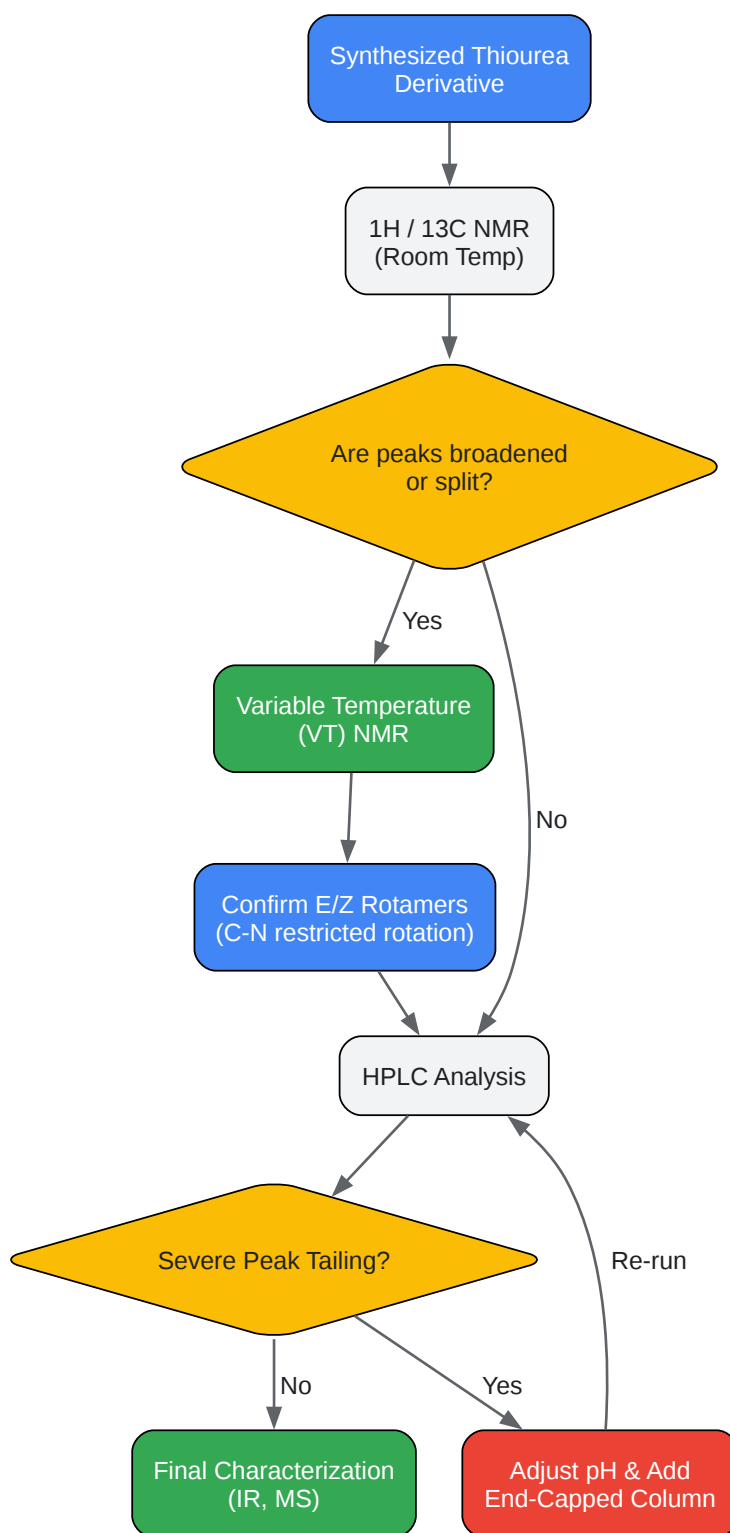 Synthesized Thiourea
Derivative
1H / 13C NMR
(Room Temp)
Are peaks broadened
or split?
Yes
Variable Temperature
(VT) NMR
No
Confirm E/Z Rotamers
(C-N restricted rotation)
HPLC Analysis
Severe Peak Tailing?
Re-run
No
Yes
Final Characterization
(IR, MS)
Adjust pH & Add
End-Capped Column